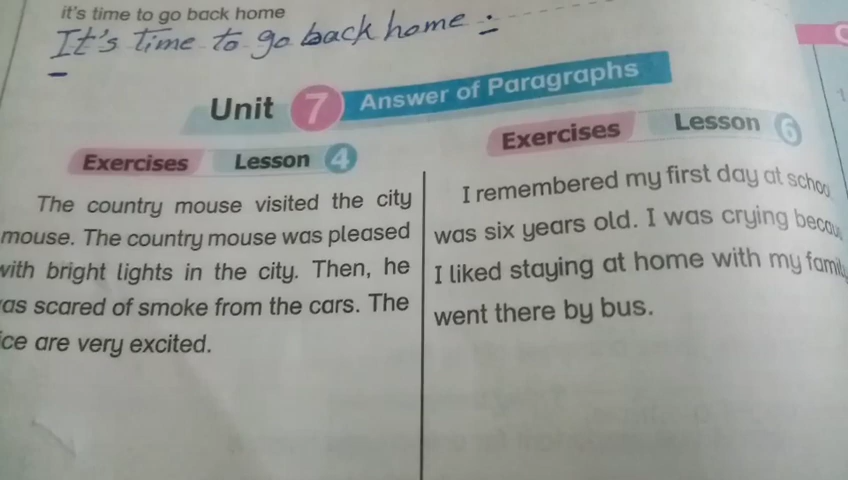 it's time to go back home
It's time to go back home .
Unit 7 Answer of Paragraphs
Exercises Lesson 4
The country mouse visited the city
mouse. The country mouse was pleased
with bright lights in the city. Then, he
was scared of smoke from the cars. The
are very excited.
Exercises Lesson 6
I remembered my first day at school
was six years old. I was crying
I liked staying at home with my family
went there by bus.